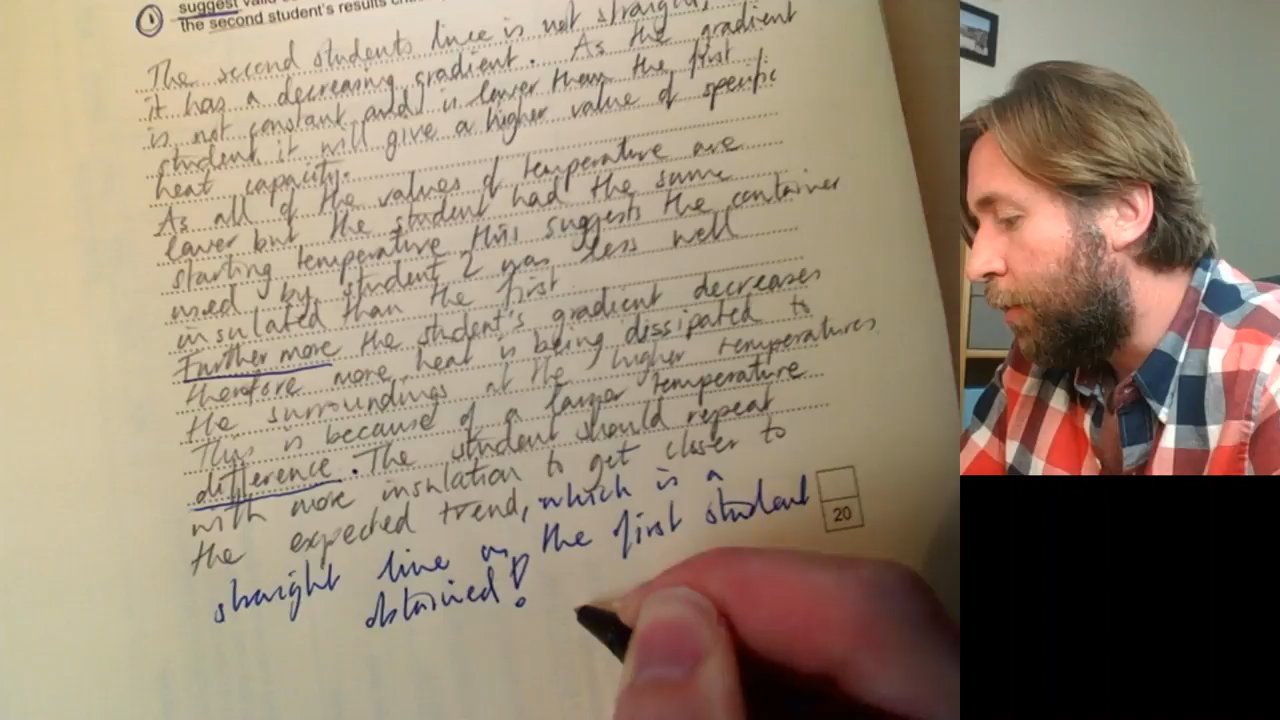 ① suggest
the second student's results
The second students line is not straight,
it has a decreasing gradient. As the gradient
is not constant and is lower than the first
student it will give a higher value of specific
heat capacity.
As all of the values of temperature are
lower but the student had the same
starting temperature this suggests the container
used by student 2 was less well
insulated than the first
Further more the student's gradient decreases
therefore more heat is being dissipated to
the surroundings at the higher temperatures
This is because of a larger temperature
difference. The student should repeat
with more insulation to get closer to
the expected trend, which is a
straight line as the first student
obtained!
20